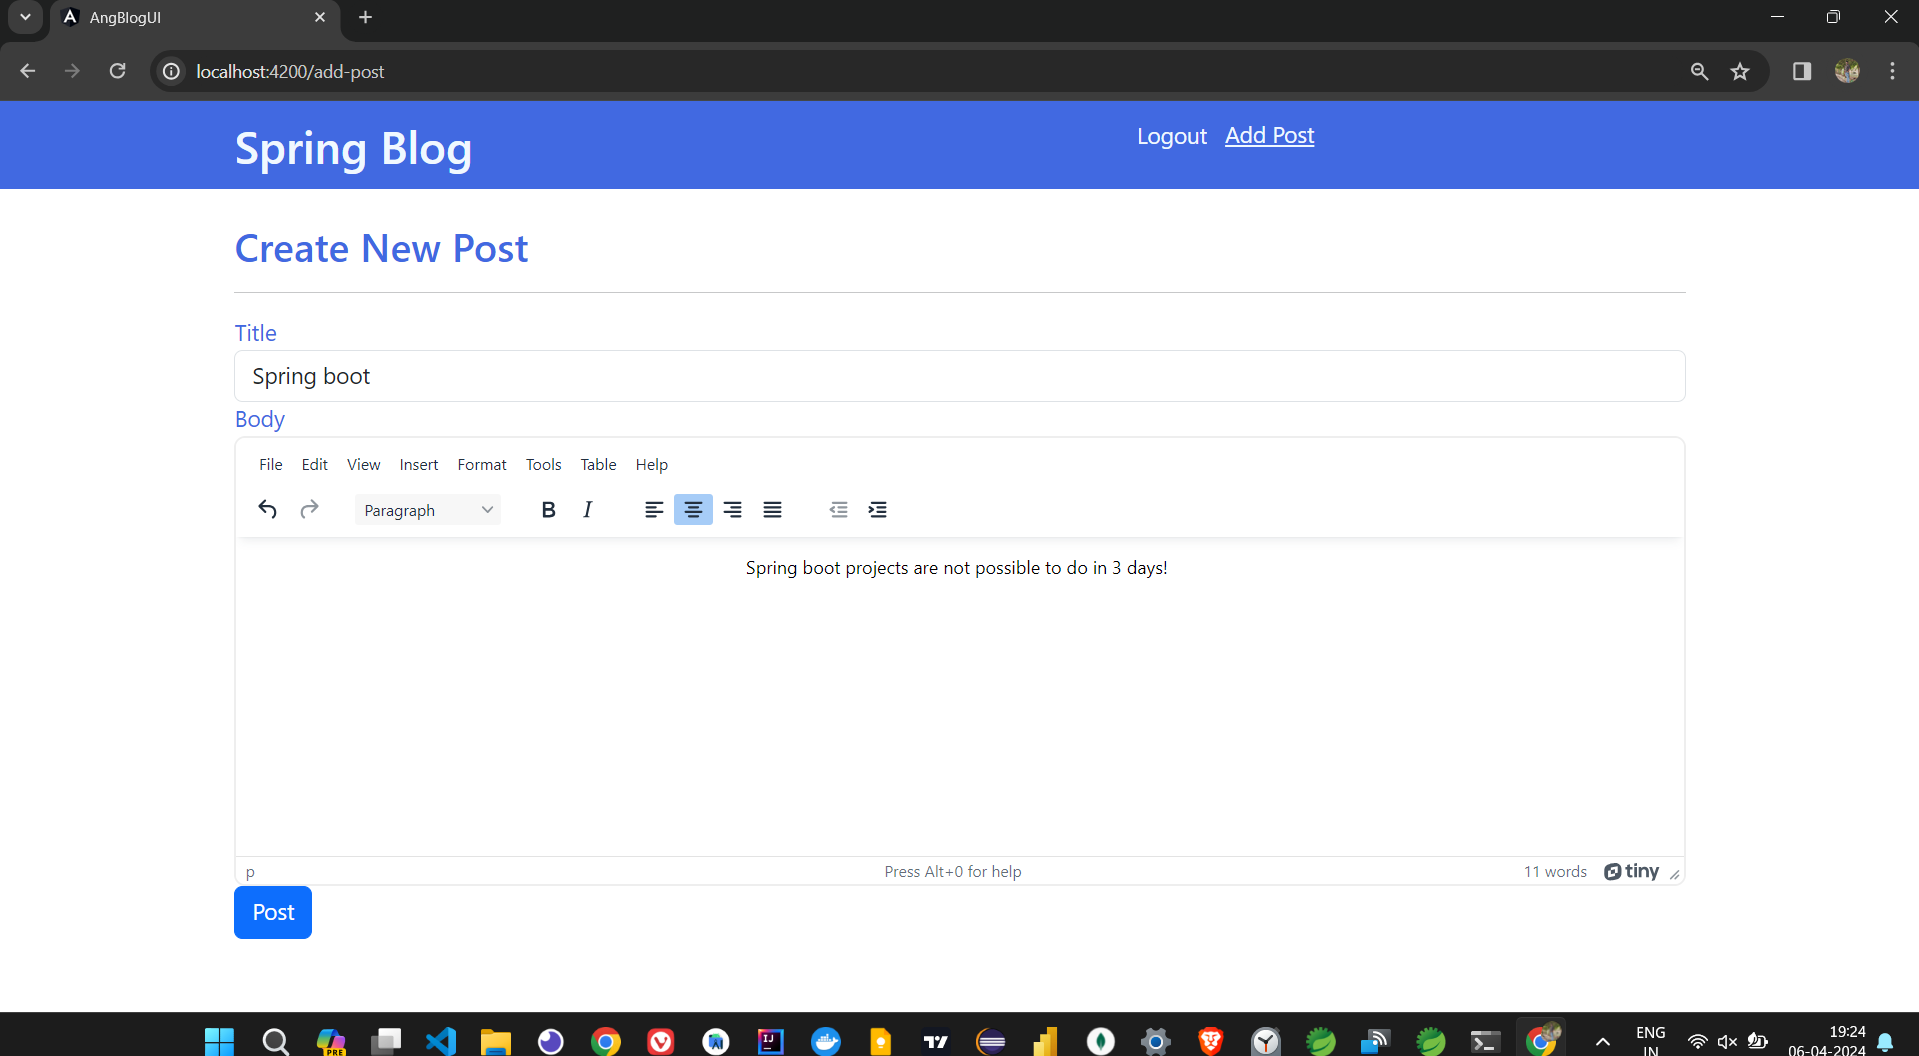 AngBlogUI
localhost:4200/add-post
Spring Blog
Logout Add Post
Create New Post
Title
Spring boot
Body
File Edit View Insert Format Tools Table Help
Paragraph B I
Spring boot projects are not possible to do in 3 days!
p Press Alt+0 for help 11 words tiny
Post
PRE
IJ
ENG
IN
19:24
06-04-2024